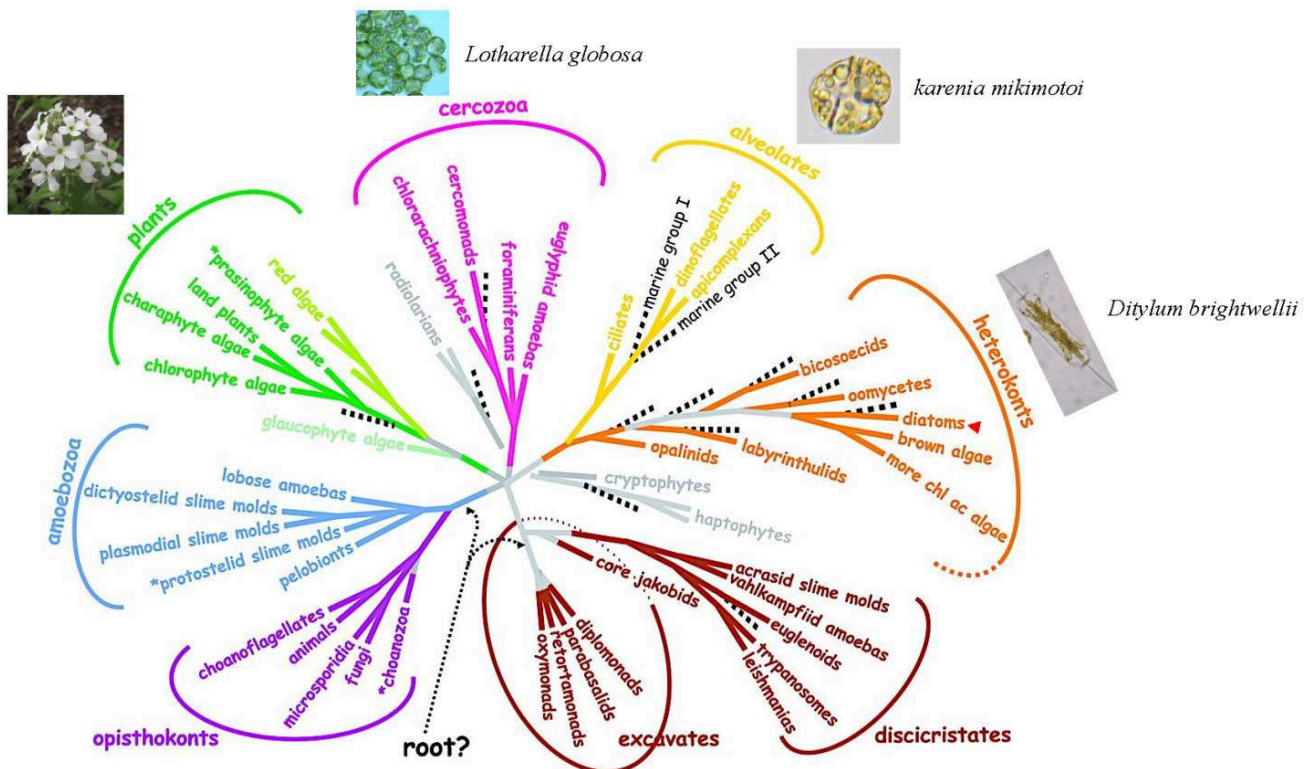 Lotharella globosa
karenia mikimotoi
Ditylum brightwellii
cercozoa
chlorarachniophytes
cercomonads
foraminiferans
euglyphid amoebas
radiolarians
alveolates
ciliates
marine group I
dinoflagellates
apicomplexans
marine group II
plants
red algae
*prasinophyte algae
land plants
charaphyte algae
chlorophyte algae
glaucophyte algae
heterokonts
bicosoecids
oomycetes
diatoms
brown algae
more chl ac algae
labyrinthulids
opalinids
cryptophytes
haptophytes
amoebozoa
lobose amoebas
dictyostelid slime molds
plasmodial slime molds
*protostelid slime molds
pelobionts
opisthokonts
choanoflagellates
animals
microsporidia
fungi
*choanozoa
root?
excavates
core jakobids
diplomonads
parabasalids
retortamonads
oxymonads
discicristates
acrasid slime molds
vahlkampfiid amoebas
euglenoids
trypanosomes
leishmanias